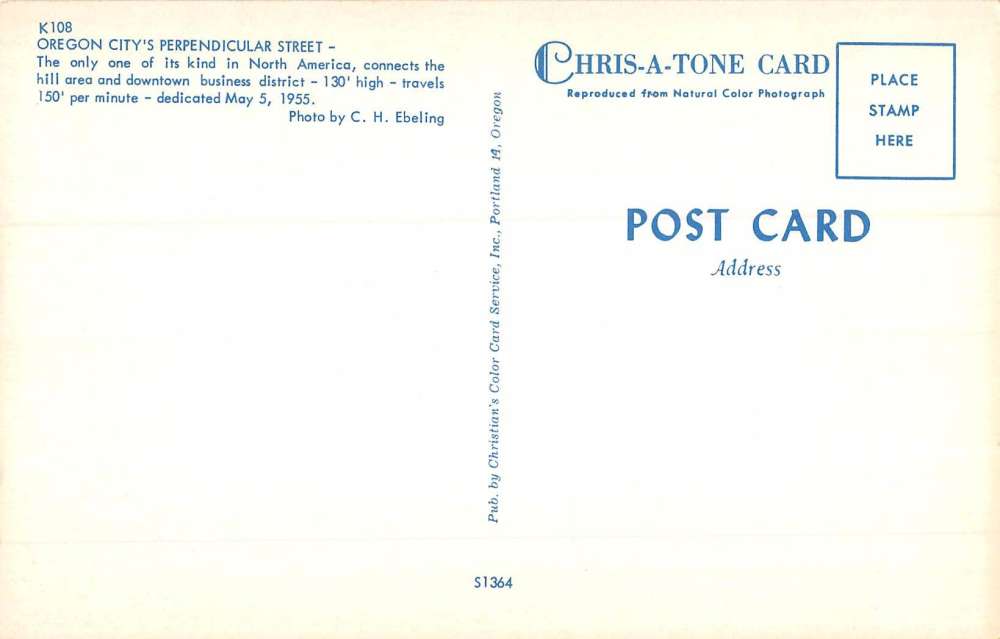 K108
OREGON CITY'S PERPENDICULAR STREET –
The only one of its kind in North America, connects the
hill area and downtown business district – 130' high – travels
150' per minute – dedicated May 5, 1955.
Photo by C. H. Ebeling
Pub. by Christian's Color Card Service, Inc., Portland 14, Oregon
S1364
CHRIS-A-TONE CARD
Reproduced from Natural Color Photograph
PLACE
STAMP
HERE
POST CARD
Address